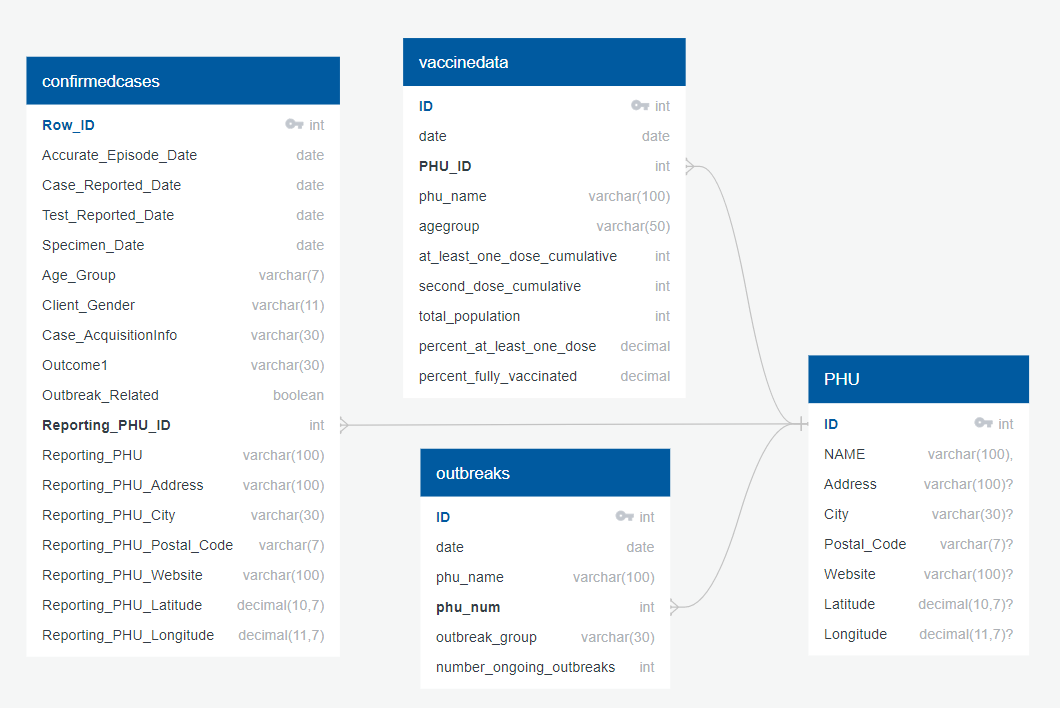 confirmedcases
Row_ID int
Accurate_Episode_Date date
Case_Reported_Date date
Test_Reported_Date date
Specimen_Date date
Age_Group varchar(7)
Client_Gender varchar(11)
Case_AcquisitionInfo varchar(30)
Outcome1 varchar(30)
Outbreak_Related boolean
Reporting_PHU_ID int
Reporting_PHU varchar(100)
Reporting_PHU_Address varchar(100)
Reporting_PHU_City varchar(30)
Reporting_PHU_Postal_Code varchar(7)
Reporting_PHU_Website varchar(100)
Reporting_PHU_Latitude decimal(10,7)
Reporting_PHU_Longitude decimal(11,7)
vaccinedata
ID int
date date
PHU_ID int
phu_name varchar(100)
agegroup varchar(50)
at_least_one_dose_cumulative int
second_dose_cumulative int
total_population int
percent_at_least_one_dose decimal
percent_fully_vaccinated decimal
outbreaks
ID int
date date
phu_name varchar(100)
phu_num int
outbreak_group varchar(30)
number_ongoing_outbreaks int
PHU
ID int
NAME varchar(100),
Address varchar(100)?
City varchar(30)?
Postal_Code varchar(7)?
Website varchar(100)?
Latitude decimal(10,7)?
Longitude decimal(11,7)?